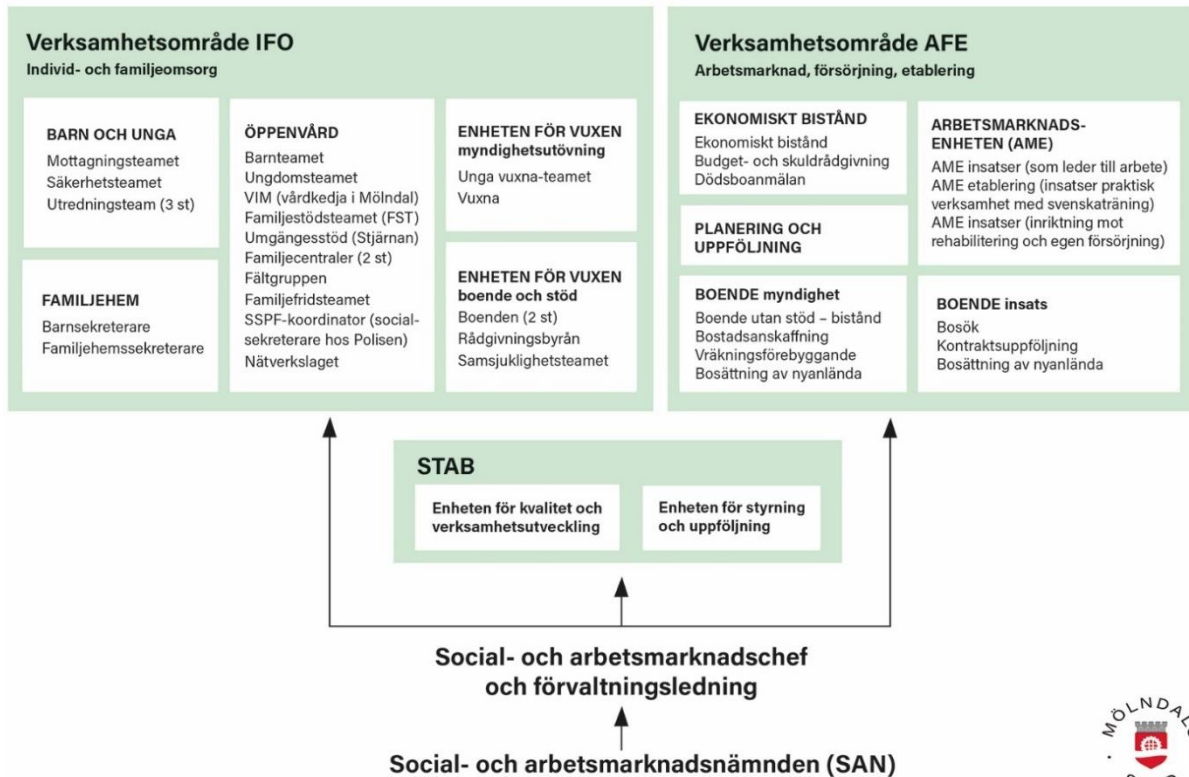 Verksamhetsområde IFO
Individ- och familjeomsorg
BARN OCH UNGA
Mottagningsteamet
Säkerhetsteamet
Utredningsteam (3 st)
FAMILJEHEM
Barnsekreterare
Familjehemssekreterare
ÖPPENVÅRD
Barnteamet
Ungdomsteamet
VIM (vårdkedja i Mölndal)
Familjestödsteamet (FST)
Umgängesstöd (Stjärnan)
Familjecentraler (2 st)
Fältgruppen
Familjefridsteamet
SSPF-koordinator (social-
sekreterare hos Polisen)
Nätverkslaget
ENHETEN FÖR VUXEN
myndighetsutövning
Unga vuxna-teamet
Vuxna
ENHETEN FÖR VUXEN
boende och stöd
Boenden (2 st)
Rådgivningsbyrån
Samsjuklighetsteamet
Verksamhetsområde AFE
Arbetsmarknad, försörjning, etablering
EKONOMISKT BISTÅND
Ekonomiskt bistånd
Budget- och skuldrådgivning
Dödsboanmälan
PLANERING OCH
UPPFÖLJNING
BOENDE myndighet
Boende utan stöd – bistånd
Bostadsanskaffning
Vräkningsförebyggande
Bosättning av nyanlända
ARBETSMARKNADS-
ENHETEN (AME)
AME insatser (som leder till arbete)
AME etablering (insatser praktisk
verksamhet med svenskaträning)
AME insatser (inriktning mot
rehabilitering och egen försörjning)
BOENDE insats
Bosök
Kontraktsuppföljning
Bosättning av nyanlända
STAB
Enheten för kvalitet och
verksamhetsutveckling
Enheten för styrning
och uppföljning
Social- och arbetsmarknadschef
och förvaltningsledning
Social- och arbetsmarknadsnämnden (SAN)